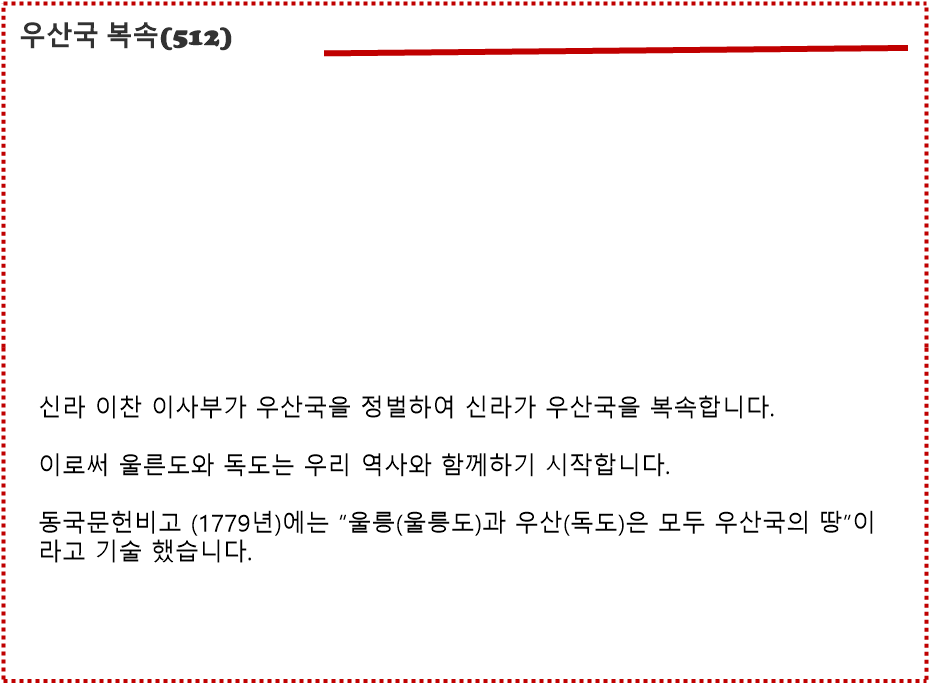 우산국 복속(512)
신라 이찬 이사부가 우산국을 정벌하여 신라가 우산국을 복속합니다.
이로써 울른도와 독도는 우리 역사와 함께하기 시작합니다.
동국문헌비고 (1779년)에는 "울릉(울릉도)과 우산(독도)은 모두 우산국의 땅"이
라고 기술 했습니다.